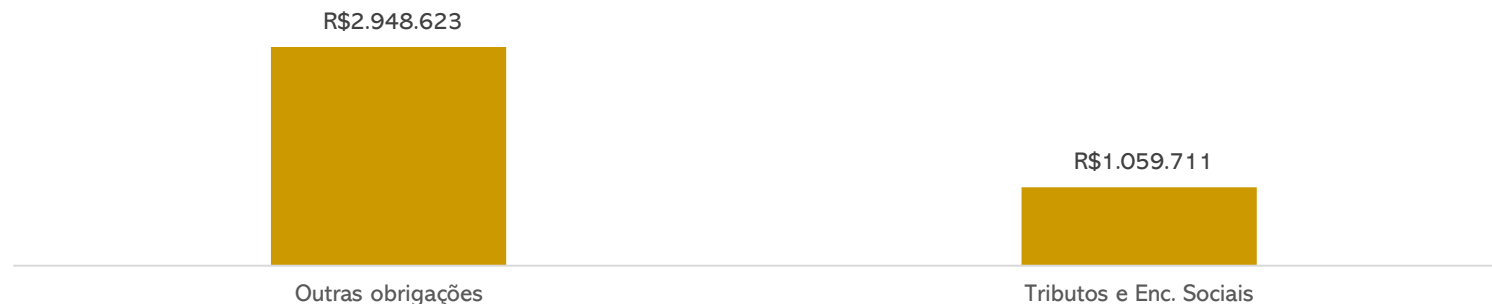 R$2.948.623
R$1.059.711
Outras obrigações
Tributos e Enc. Sociais